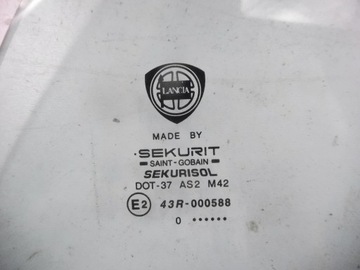 LANCIA
MADE BY
SEKURIT
SAINT-GOBAIN
SEKURISOL
DOT-37 AS2 M42
E2 43R-000588
0 ••••••